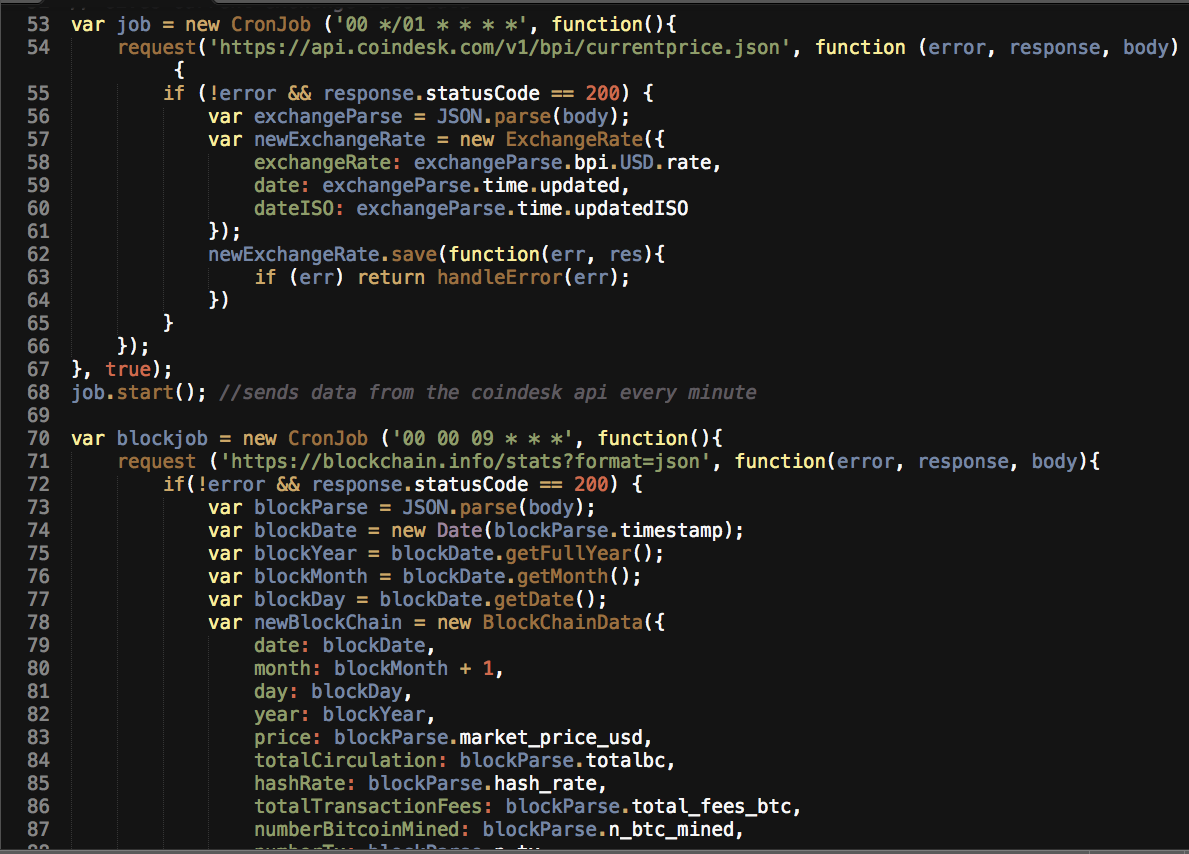 53 var job = new CronJob ('00 */01 * * * *', function(){
54 request('https://api.coindesk.com/v1/bpi/currentprice.json', function (error, response, body)
{
55 if (!error && response.statusCode == 200) {
56 var exchangeParse = JSON.parse(body);
57 var newExchangeRate = new ExchangeRate({
58 exchangeRate: exchangeParse.bpi.USD.rate,
59 date: exchangeParse.time.updated,
60 dateISO: exchangeParse.time.updatedISO
61 });
62 newExchangeRate.save(function(err, res){
63 if (err) return handleError(err);
64 })
65 }
66 });
67 }, true);
68 job.start(); //sends data from the coindesk api every minute
69
70 var blockjob = new CronJob ('00 00 09 * * *', function(){
71 request ('https://blockchain.info/stats?format=json', function(error, response, body){
72 if(!error && response.statusCode == 200) {
73 var blockParse = JSON.parse(body);
74 var blockDate = new Date(blockParse.timestamp);
75 var blockYear = blockDate.getFullYear();
76 var blockMonth = blockDate.getMonth();
77 var blockDay = blockDate.getDate();
78 var newBlockChain = new BlockChainData({
79 date: blockDate,
80 month: blockMonth + 1,
81 day: blockDay,
82 year: blockYear,
83 price: blockParse.market_price_usd,
84 totalCirculation: blockParse.totalbc,
85 hashRate: blockParse.hash_rate,
86 totalTransactionFees: blockParse.total_fees_btc,
87 numberBitcoinMined: blockParse.n_btc_mined,